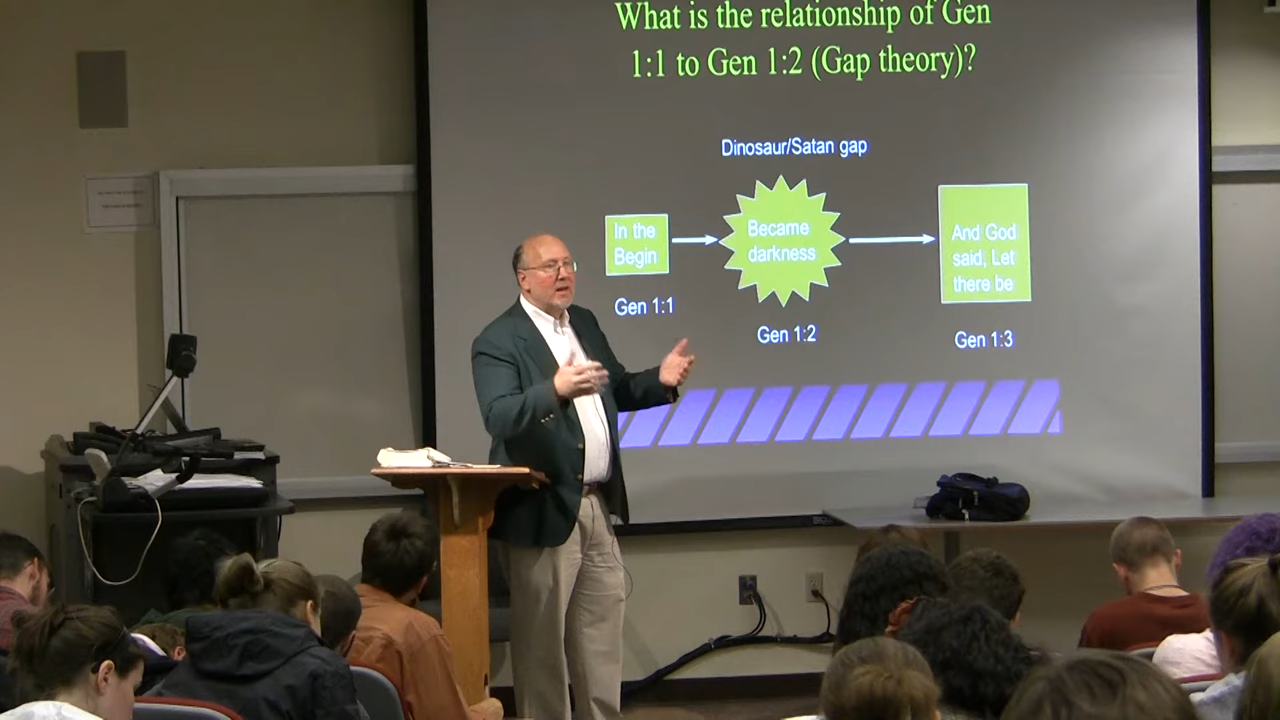 What is the relationship of Gen
1:1 to Gen 1:2 (Gap theory)?
Dinosaur/Satan gap
In the
Begin
Became
darkness
And God
said, Let
there be
Gen 1:1
Gen 1:2
Gen 1:3